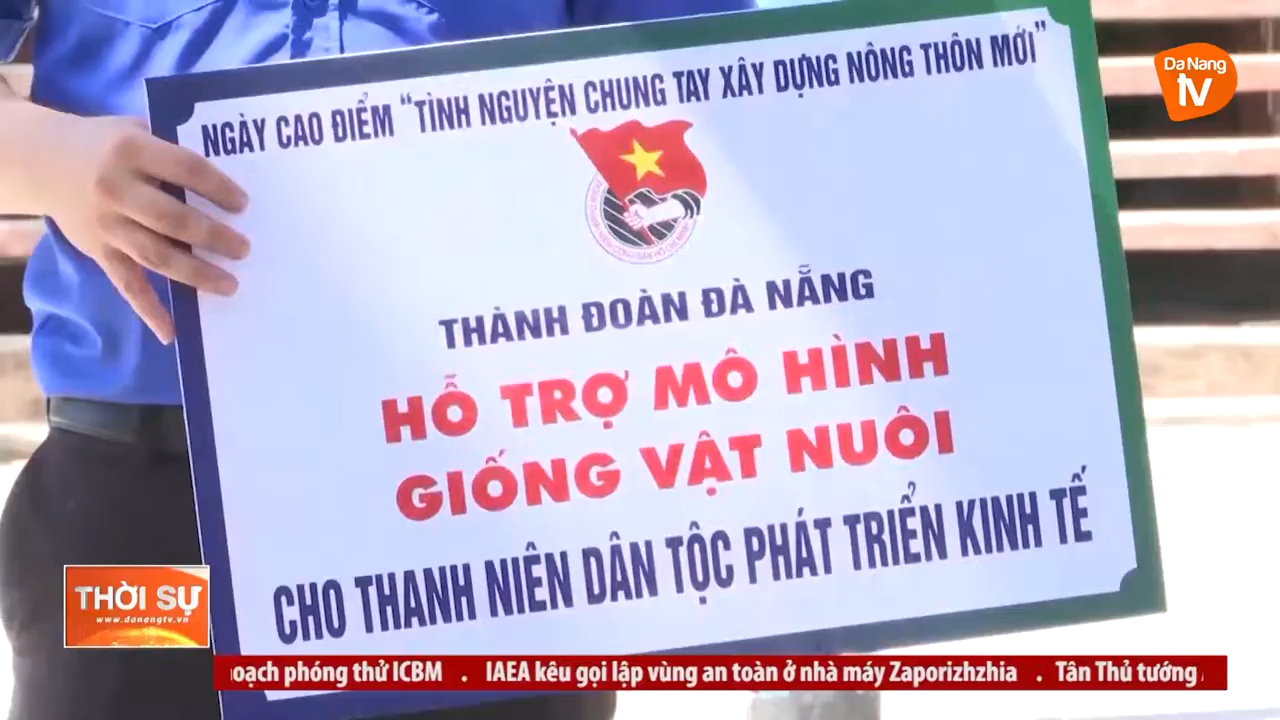 Da Nang
tv
NGÀY CAO ĐIỂM “TÌNH NGUYỆN CHUNG TAY XÂY DỰNG NÔNG THÔN MỚI”
THÀNH ĐOÀN ĐÀ NẴNG
HỖ TRỢ MÔ HÌNH
GIỐNG VẬT NUÔI
CHO THANH NIÊN DÂN TỘC PHÁT TRIỂN KINH TẾ
THỜI SỰ
www.danangtv.vn
phóng thử ICBM . IAEA kêu gọi lập vùng an toàn ở nhà máy Zaporizhzhia . Tân Thủ tướng